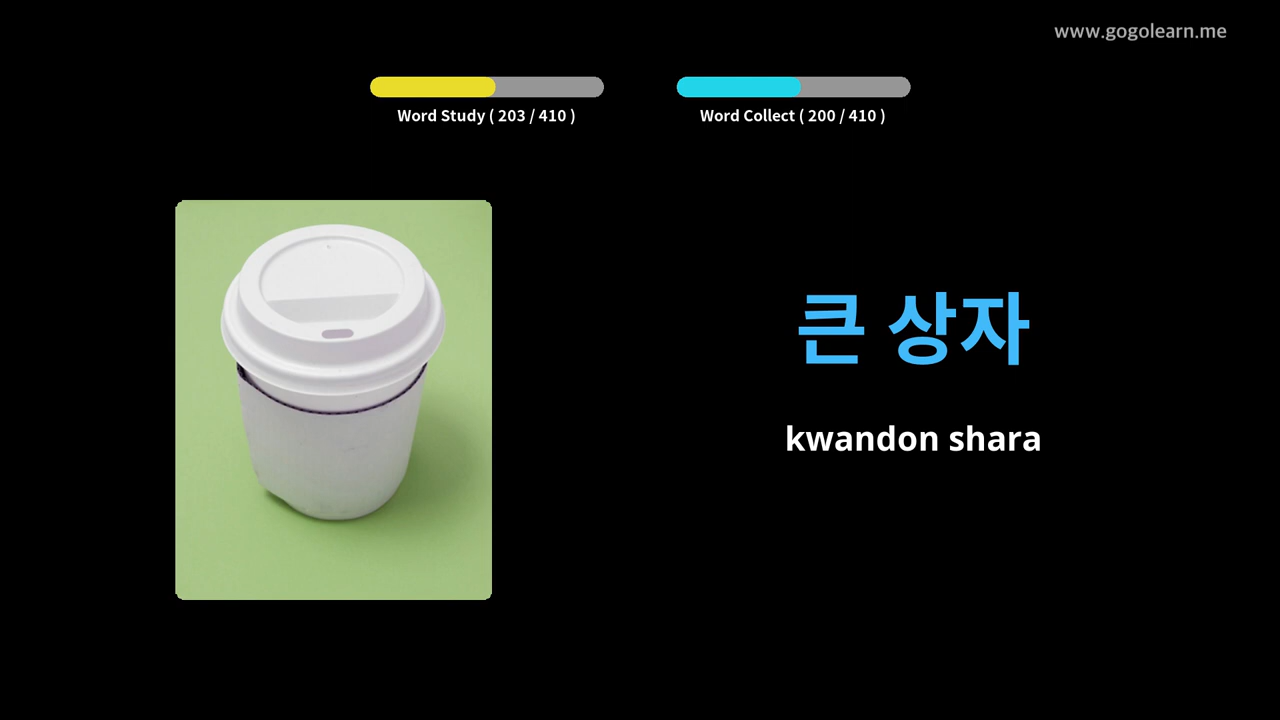 www.gogolearn.me
Word Study ( 203 / 410 )
Word Collect ( 200 / 410 )
큰 상자
kwandon shara